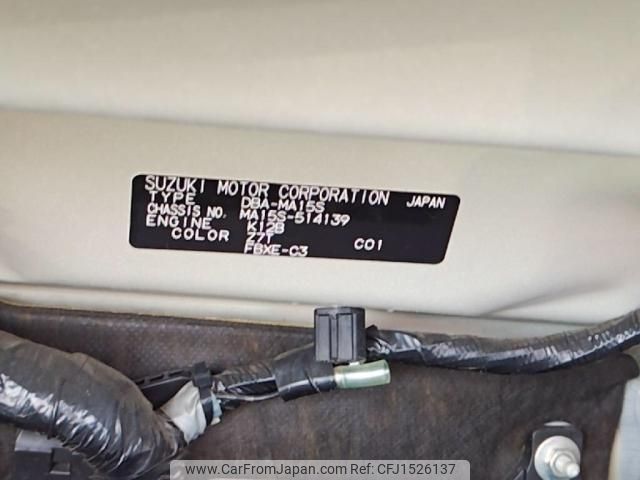 SUZUKI MOTOR CORPORATION JAPAN
TYPE DBA-MA15S
CHASSIS NO. MA15S-514139
ENGINE K12B
COLOR Z7T C01
FBXE-C3
www.CarFromJapan.com - CFJ1526137